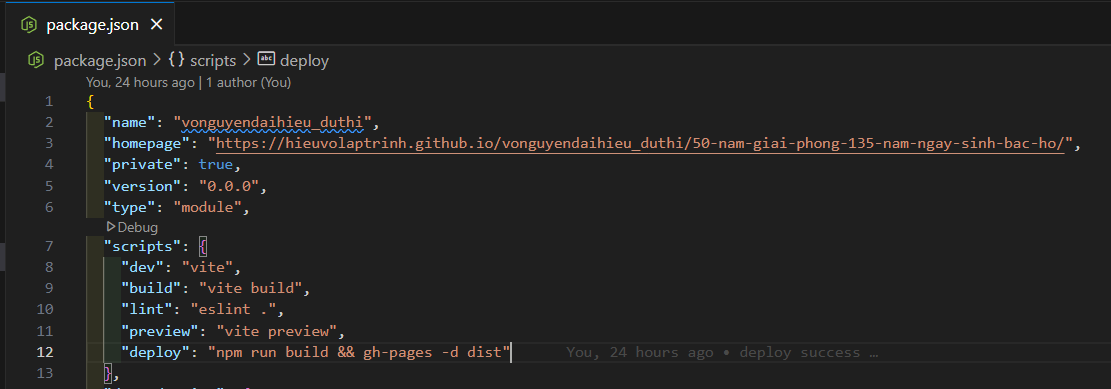 package.json
package.json > {} scripts > abc deploy
You, 24 hours ago | 1 author (You)
1 {
2 "name": "vonguyendaihieu_duthi",
3 "homepage": "https://hieuvolaptrinh.github.io/vonguyendaihieu_duthi/50-nam-giai-phong-135-nam-ngay-sinh-bac-ho/",
4 "private": true,
5 "version": "0.0.0",
6 "type": "module",
Debug
7 "scripts": {
8 "dev": "vite",
9 "build": "vite build",
10 "lint": "eslint .",
11 "preview": "vite preview",
12 "deploy": "npm run build && gh-pages -d dist" You, 24 hours ago • deploy success …
13 },